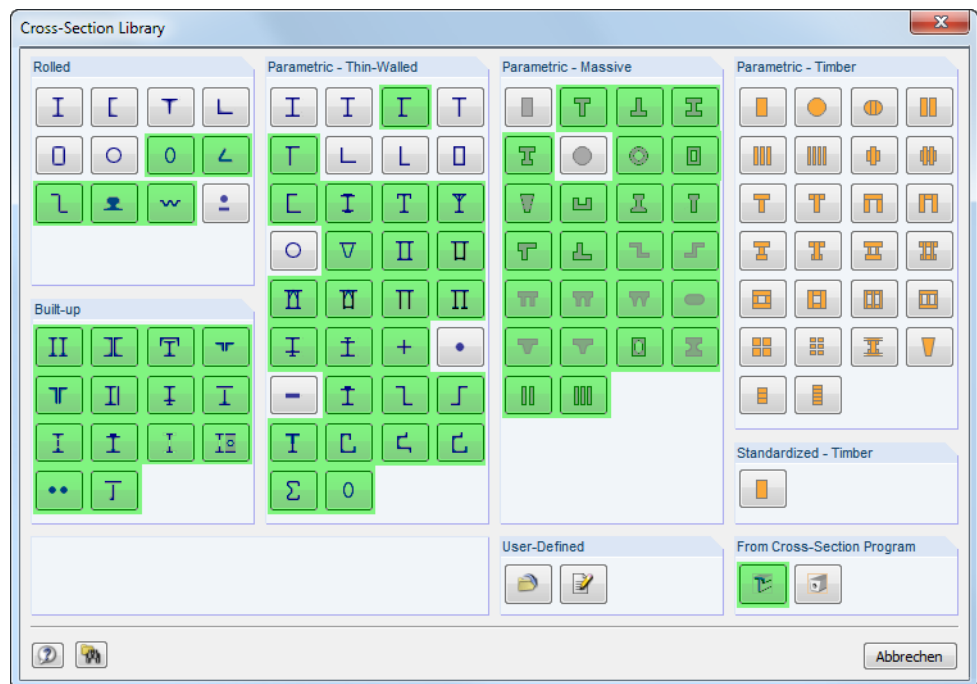 Cross-Section Library
Rolled
Parametric - Thin-Walled
Parametric - Massive
Parametric - Timber
Built-up
Standardized - Timber
User-Defined
From Cross-Section Program
Abbrechen